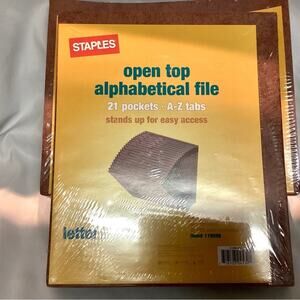 STAPLES
open top
alphabetical file
21 pockets - A-Z tabs
stands up for easy access
letter